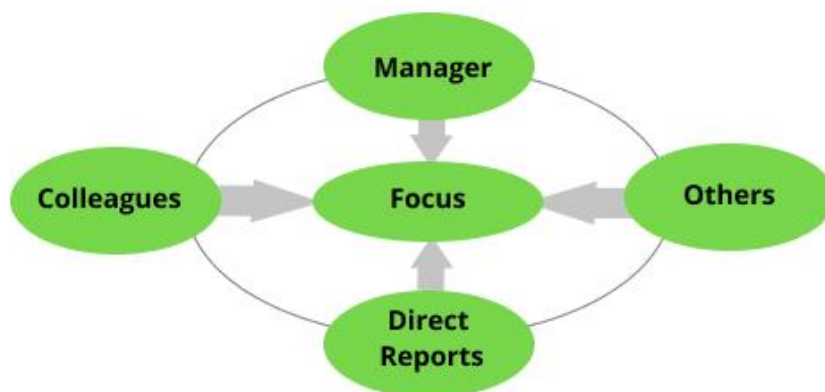 Manager
Colleagues
Focus
Others
Direct
Reports